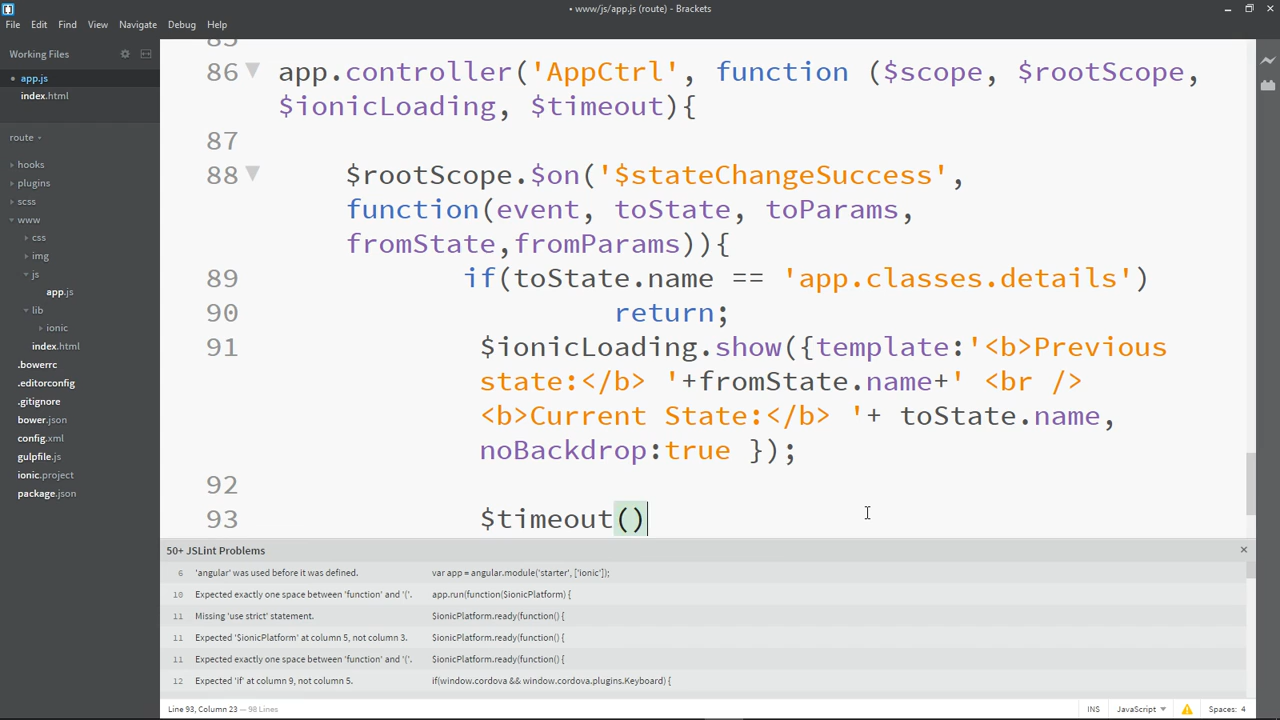 • www/js/app.js (route) - Brackets
File Edit Find View Navigate Debug Help
Working Files
• app.js
index.html
route
hooks
plugins
scss
www
css
img
js
app.js
lib
ionic
index.html
.bowerrc
.editorconfig
.gitignore
bower.json
config.xml
gulpfile.js
ionic.project
package.json
85
86 app.controller('AppCtrl', function ($scope, $rootScope,
$ionicLoading, $timeout){
87
88 $rootScope.$on('$stateChangeSuccess',
function(event, toState, toParams,
fromState,fromParams)){
89 if(toState.name == 'app.classes.details')
90 return;
91 $ionicLoading.show({template:'<b>Previous
state:</b> '+fromState.name+' <br />
<b>Current State:</b> '+ toState.name,
noBackdrop:true });
92
93 $timeout()
50+ JSLint Problems
6 'angular' was used before it was defined. var app = angular.module('starter', ['ionic']);
10 Expected exactly one space between 'function' and '('. app.run(function($ionicPlatform) {
11 Missing 'use strict' statement. $ionicPlatform.ready(function() {
11 Expected '$ionicPlatform' at column 5, not column 3. $ionicPlatform.ready(function() {
11 Expected exactly one space between 'function' and '('. $ionicPlatform.ready(function() {
12 Expected 'if' at column 9, not column 5. if(window.cordova && window.cordova.plugins.Keyboard) {
Line 93, Column 23 — 98 Lines INS JavaScript Spaces: 4